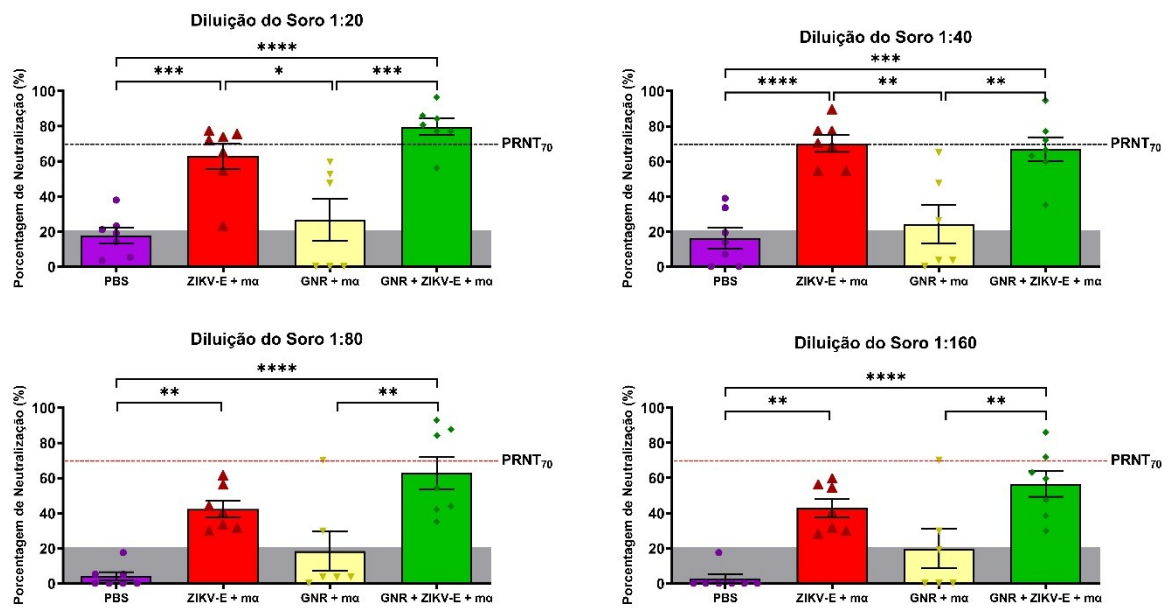 Diluição do Soro 1:20
****
*** * ***
Porcentagem de Neutralização (%)
100
80
60
40
20
0
PRNT70
PBS ZIKV-E + mα GNR + mα GNR + ZIKV-E + mα
Diluição do Soro 1:40
***
**** ** **
Porcentagem de Neutralização (%)
100
80
60
40
20
0
PRNT70
PBS ZIKV-E + mα GNR + mα GNR + ZIKV-E + mα
Diluição do Soro 1:80
****
** **
Porcentagem de Neutralização (%)
100
80
60
40
20
0
PRNT70
PBS ZIKV-E + mα GNR + mα GNR + ZIKV-E + mα
Diluição do Soro 1:160
****
** **
Porcentagem de Neutralização (%)
100
80
60
40
20
0
PRNT70
PBS ZIKV-E + mα GNR + mα GNR + ZIKV-E + mα